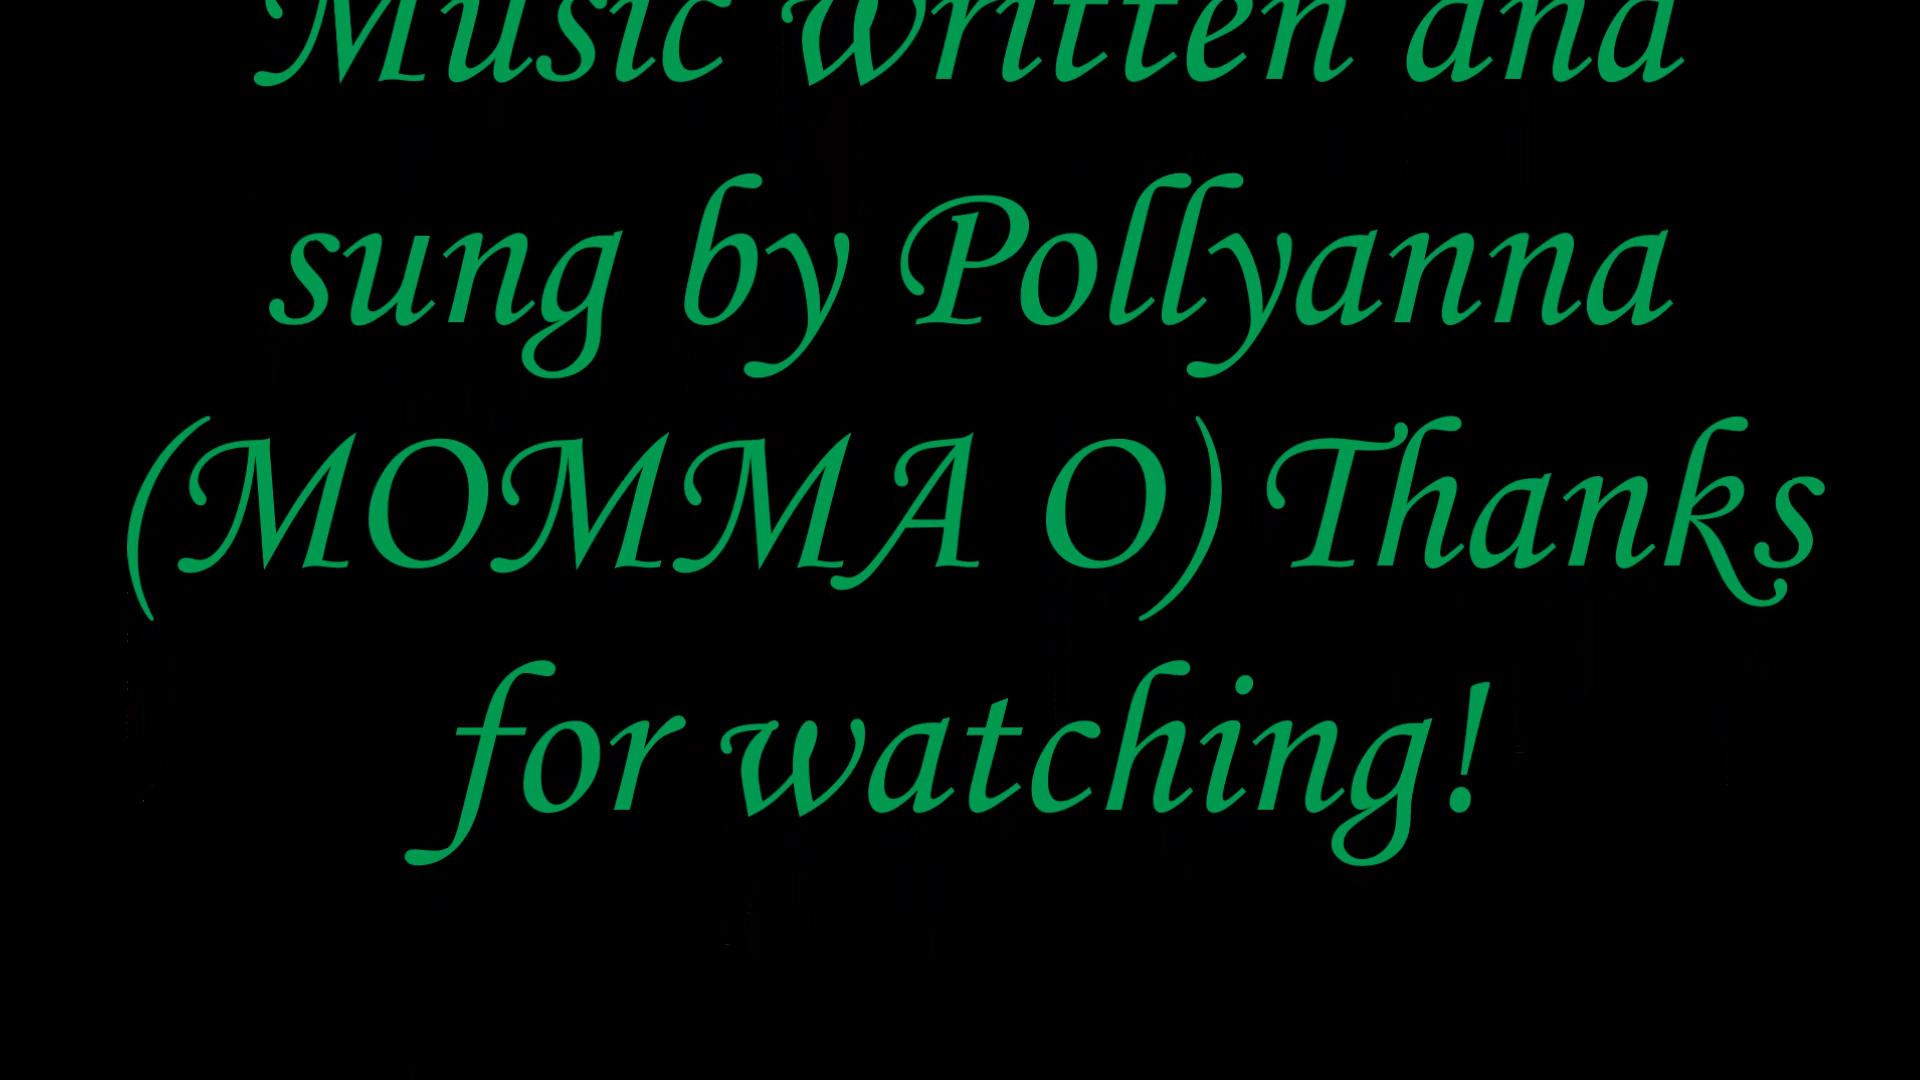 Music written and
sung by Pollyanna
(MOMMA O) Thanks
for watching!